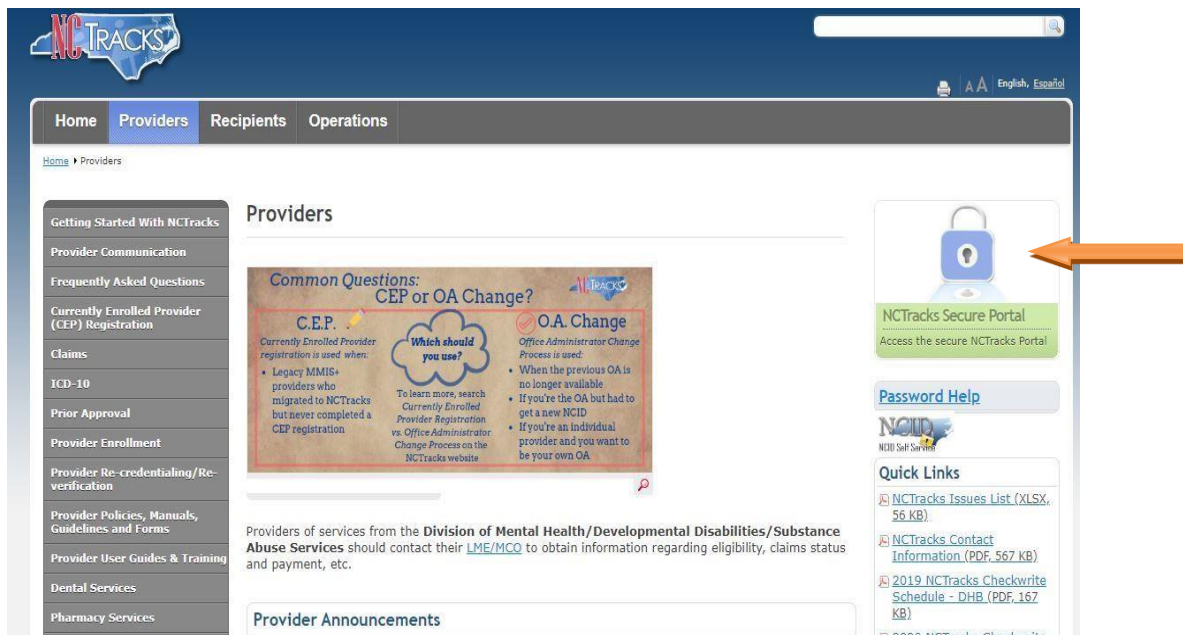 NCTRACKS
English, Español
Home Providers Recipients Operations
Home Providers
Getting Started With NCTracks
Provider Communication
Frequently Asked Questions
Currently Enrolled Provider
(CEP) Registration
Claims
ICD-10
Prior Approval
Provider Enrollment
Provider Re-credentialing/Re-
verification
Provider Policies, Manuals,
Guidelines and Forms
Provider User Guides & Training
Dental Services
Pharmacy Services
Providers
Common Questions:
CEP or OA Change?
NCTRACKS
C.E.P.
Currently Enrolled Provider
registration is used when:
• Legacy MMIS+
providers who
migrated to NCTracks
but never completed a
CEP registration
Which should
you use?
To learn more, search
Currently Enrolled
Provider Registration
vs. Office Administrator
Change Process on the
NCTracks website
O.A. Change
Office Administrator Change
Process is used:
• When the previous OA is
no longer available
• If you're the OA but had to
get a new NCID
• If you're an individual
provider and you want to
be your own OA
Providers of services from the Division of Mental Health/Developmental Disabilities/Substance
Abuse Services should contact their LME/MCO to obtain information regarding eligibility, claims status
and payment, etc.
Provider Announcements
NCTracks Secure Portal
Access the secure NCTracks Portal
Password Help
NCID
NCID Self Service
Quick Links
NCTracks Issues List (XLSX,
56 KB)
NCTracks Contact
Information (PDF, 567 KB)
2019 NCTracks Checkwrite
Schedule - DHB (PDF, 167
KB)